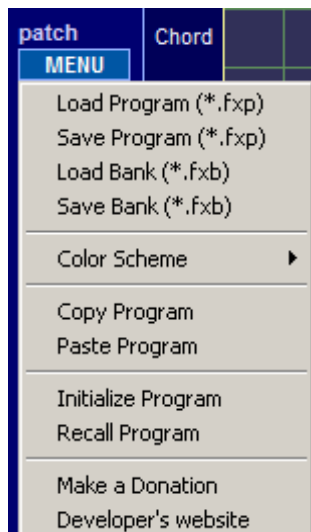 patch
Chord
MENU
Load Program (*.fxp)
Save Program (*.fxp)
Load Bank (*.fxb)
Save Bank (*.fxb)
Color Scheme
Copy Program
Paste Program
Initialize Program
Recall Program
Make a Donation
Developer's website